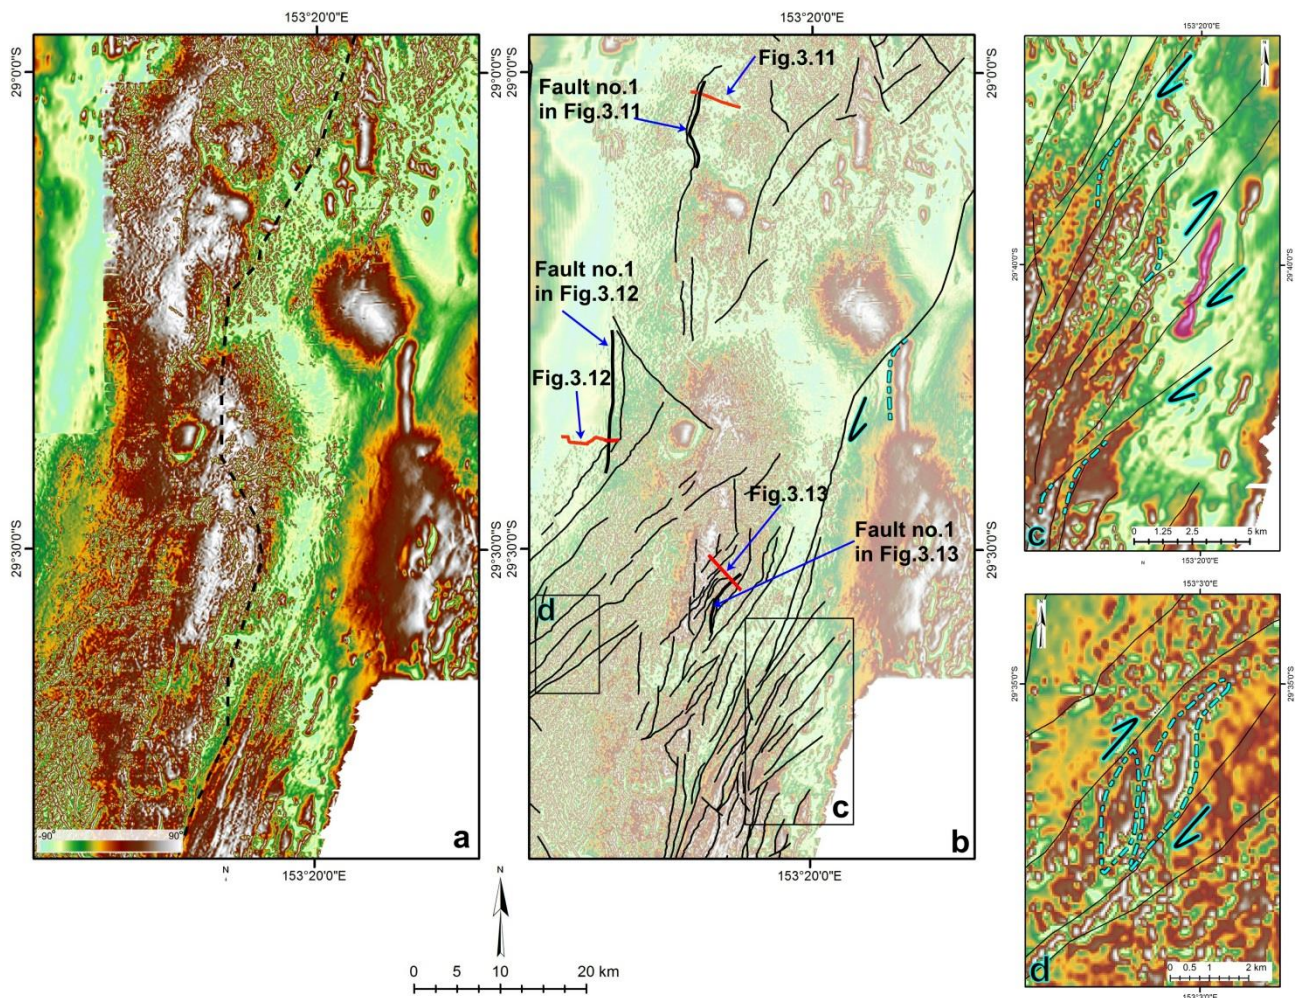 153°20'0"E
29°0'0"S
29°30'0"S
-90°
90°
a
N
153°20'0"E
153°20'0"E
29°0'0"S
Fig.3.11
Fault no.1
in Fig.3.11
Fault no.1
in Fig.3.12
Fig.3.12
Fig.3.13
Fault no.1
in Fig.3.13
29°30'0"S
d
c
b
153°20'0"E
N
0 5 10 20 km
153°20'0"E
N
29°40'0"S
29°40'0"S
c
0 1.25 2.5 5 km
N
153°20'0"E
153°3'0"E
29°35'0"S
29°35'0"S
d
0 0.5 1 2 km
153°3'0"E